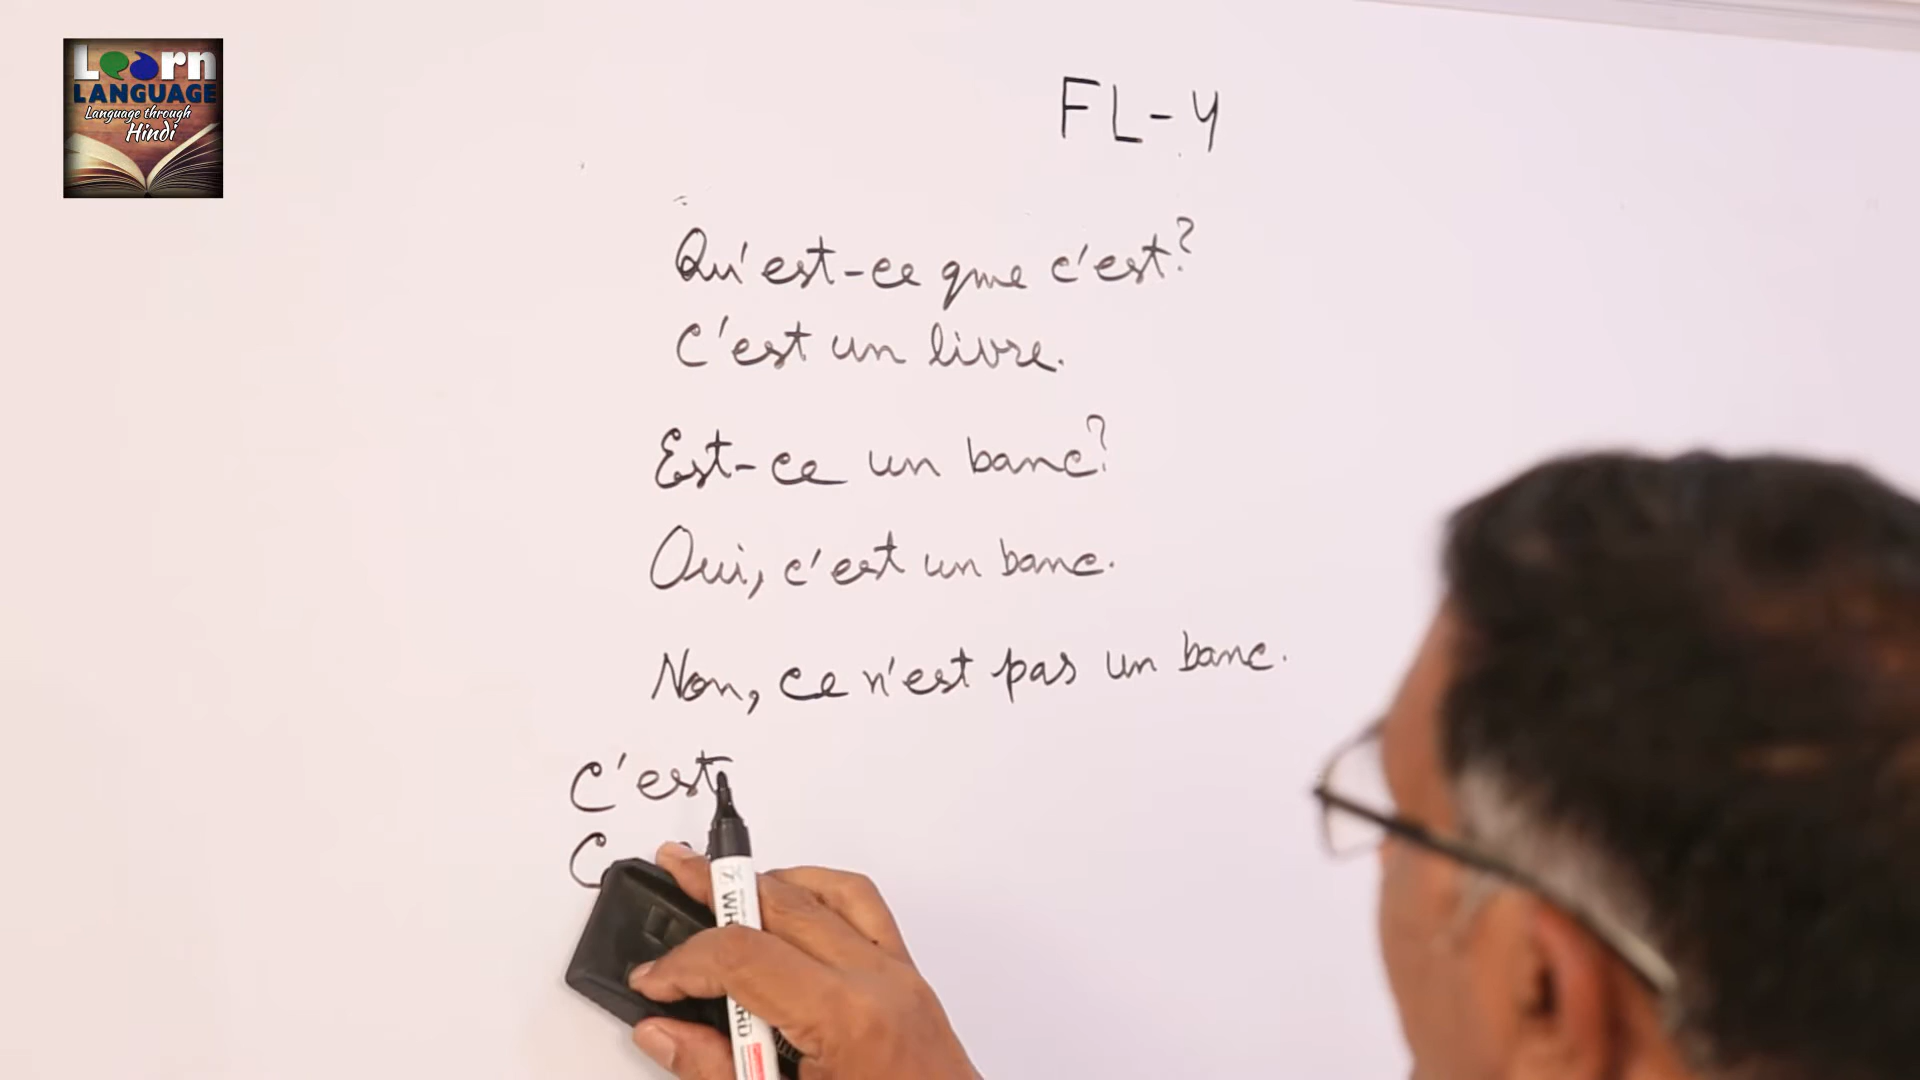 Learn
LANGUAGE
Language through
Hindi
FL-4
Qu'est-ce que c'est?
C'est un livre.
Est-ce un banc?
Oui, c'est un banc.
Non, ce n'est pas un banc.
C'est
C